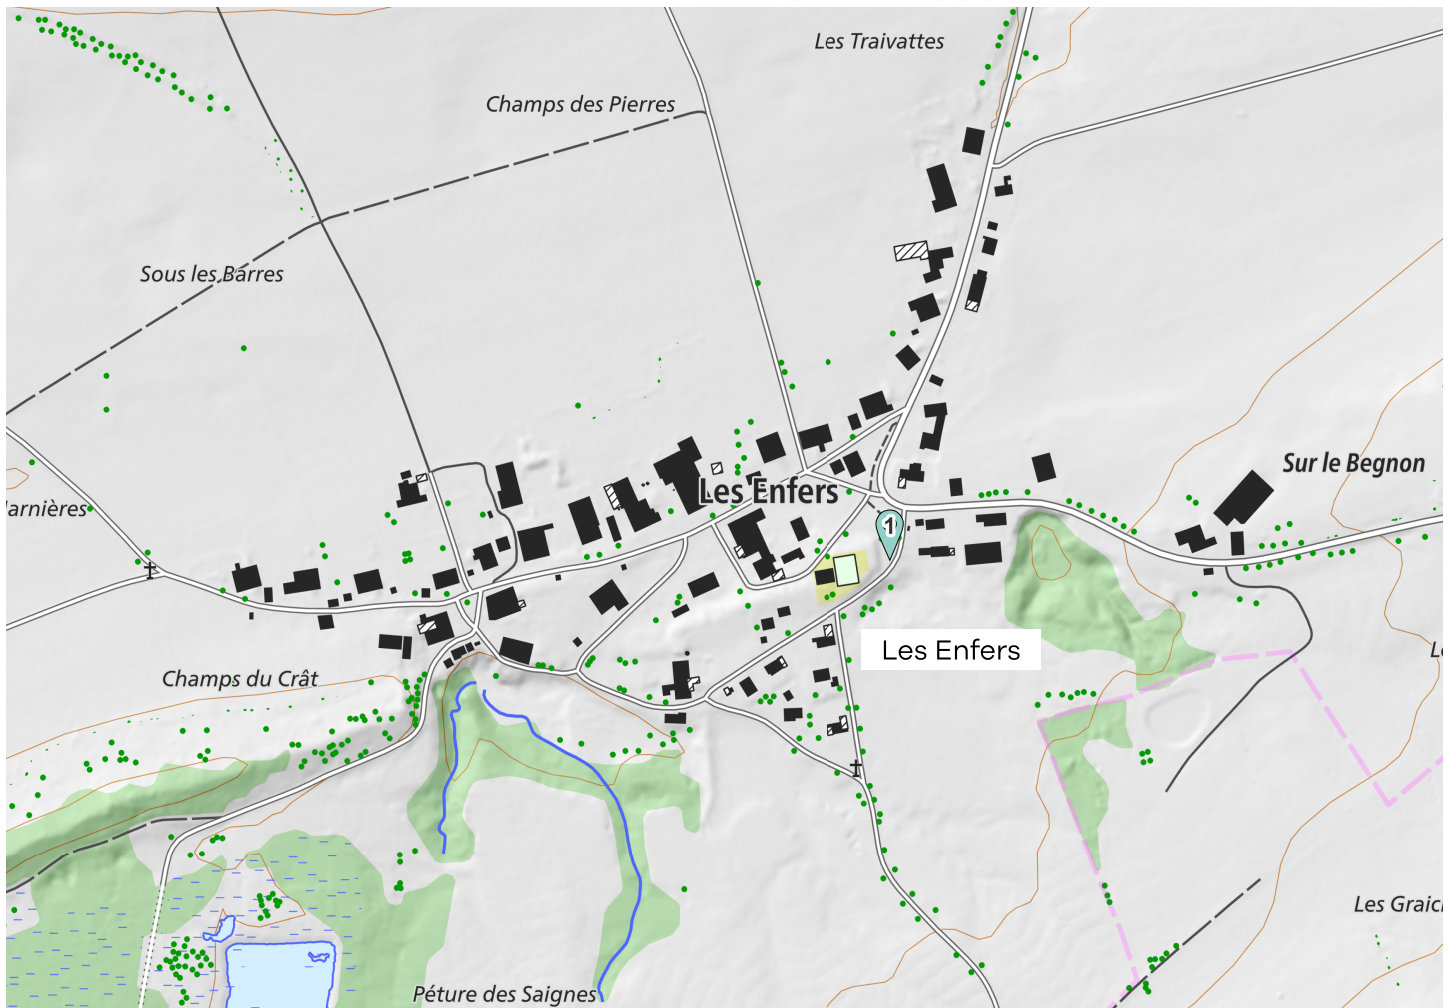 Les Traivattes
Champs des Pierres
Sous les Barres
Sur le Begnon
Les Enfers
arnières
1
Les Enfers
Champs du Crât
Les Graic
Péture des Saignes